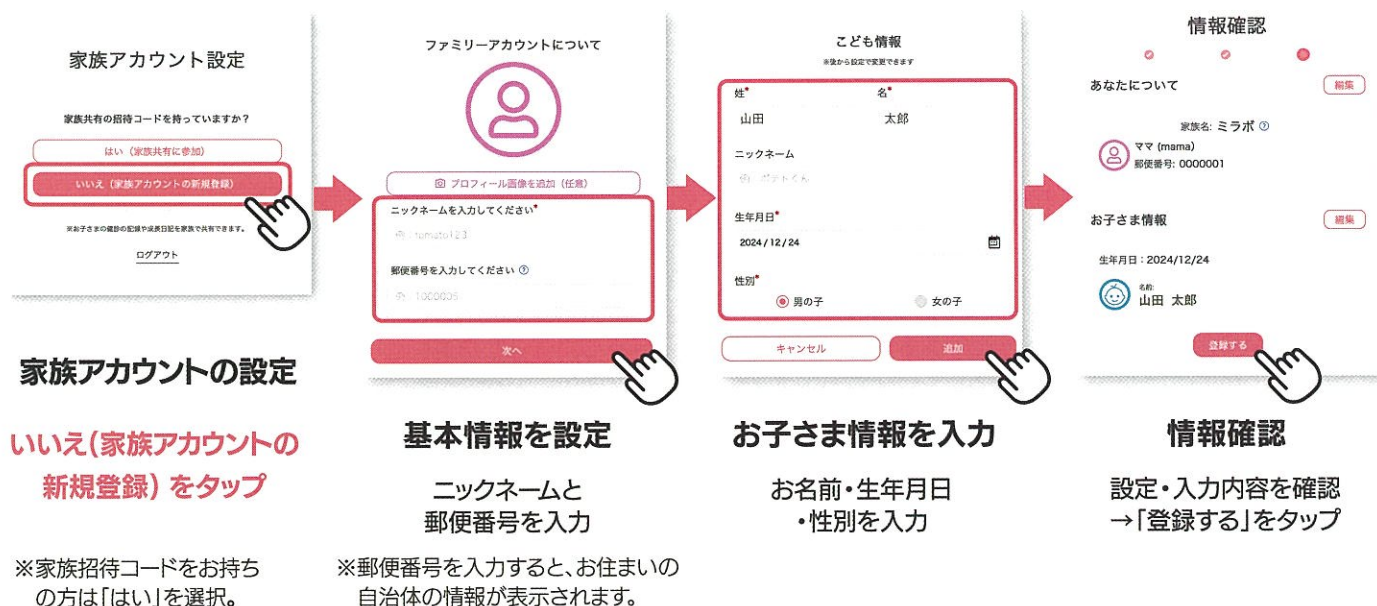 家族アカウント設定
家族共有の招待コードを持っていますか?
はい（家族共有に参加）
いいえ（家族アカウントの新規登録）
※お子さまの健診の記録や成長日記を家族で共有できます。
ログアウト
家族アカウントの設定
いいえ(家族アカウントの
新規登録)をタップ
※家族招待コードをお持ち
の方は「はい」を選択。
ファミリーアカウントについて
プロフィール画像を追加（任意）
ニックネームを入力してください*
例：tomato123
郵便番号を入力してください ?
例：1000005
次へ
基本情報を設定
ニックネームと
郵便番号を入力
※郵便番号を入力すると、お住まいの
自治体の情報が表示されます。
こども情報
※後から設定で変更できます
姓* 名*
山田 太郎
ニックネーム
例：ポテトくん
生年月日*
2024/12/24
性別*
男の子 女の子
キャンセル 追加
お子さま情報を入力
お名前・生年月日
・性別を入力
情報確認
あなたについて 編集
家族名: ミラボ ?
ママ (mama)
郵便番号: 0000001
お子さま情報 編集
生年月日：2024/12/24
名前:
山田 太郎
登録する
情報確認
設定・入力内容を確認
→「登録する」をタップ